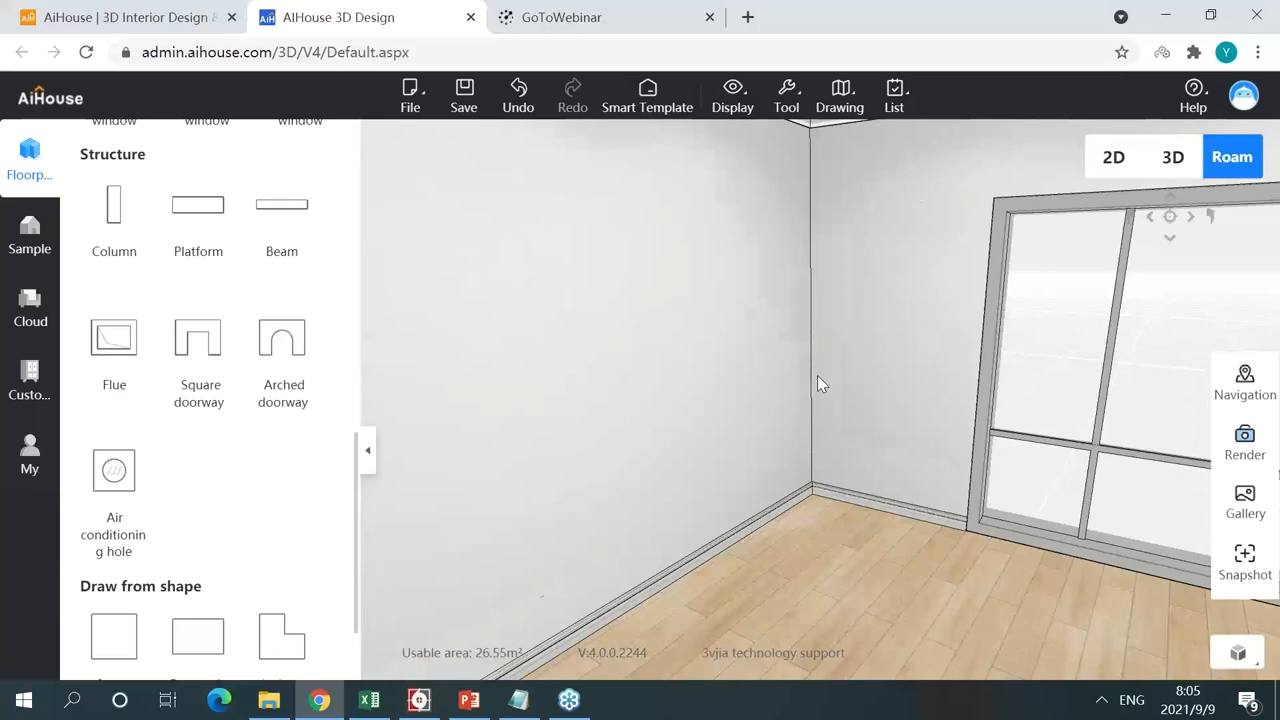 AiHouse | 3D Interior Design &
AIHouse 3D Design
GoToWebinar
admin.aihouse.com/3D/V4/Default.aspx
Y
AiHouse
File
Save
Undo
Redo
Smart Template
Display
Tool
Drawing
List
Help
Floorp...
Sample
Cloud
Custo...
My
window
window
window
Structure
Column
Platform
Beam
Flue
Square
doorway
Arched
doorway
Air
conditionin
g hole
Draw from shape
2D
3D
Roam
Navigation
Render
Gallery
Snapshot
Usable area: 26.55m²
V:4.0.0.2244
3vjia technology support
ENG
8:05
2021/9/9
9